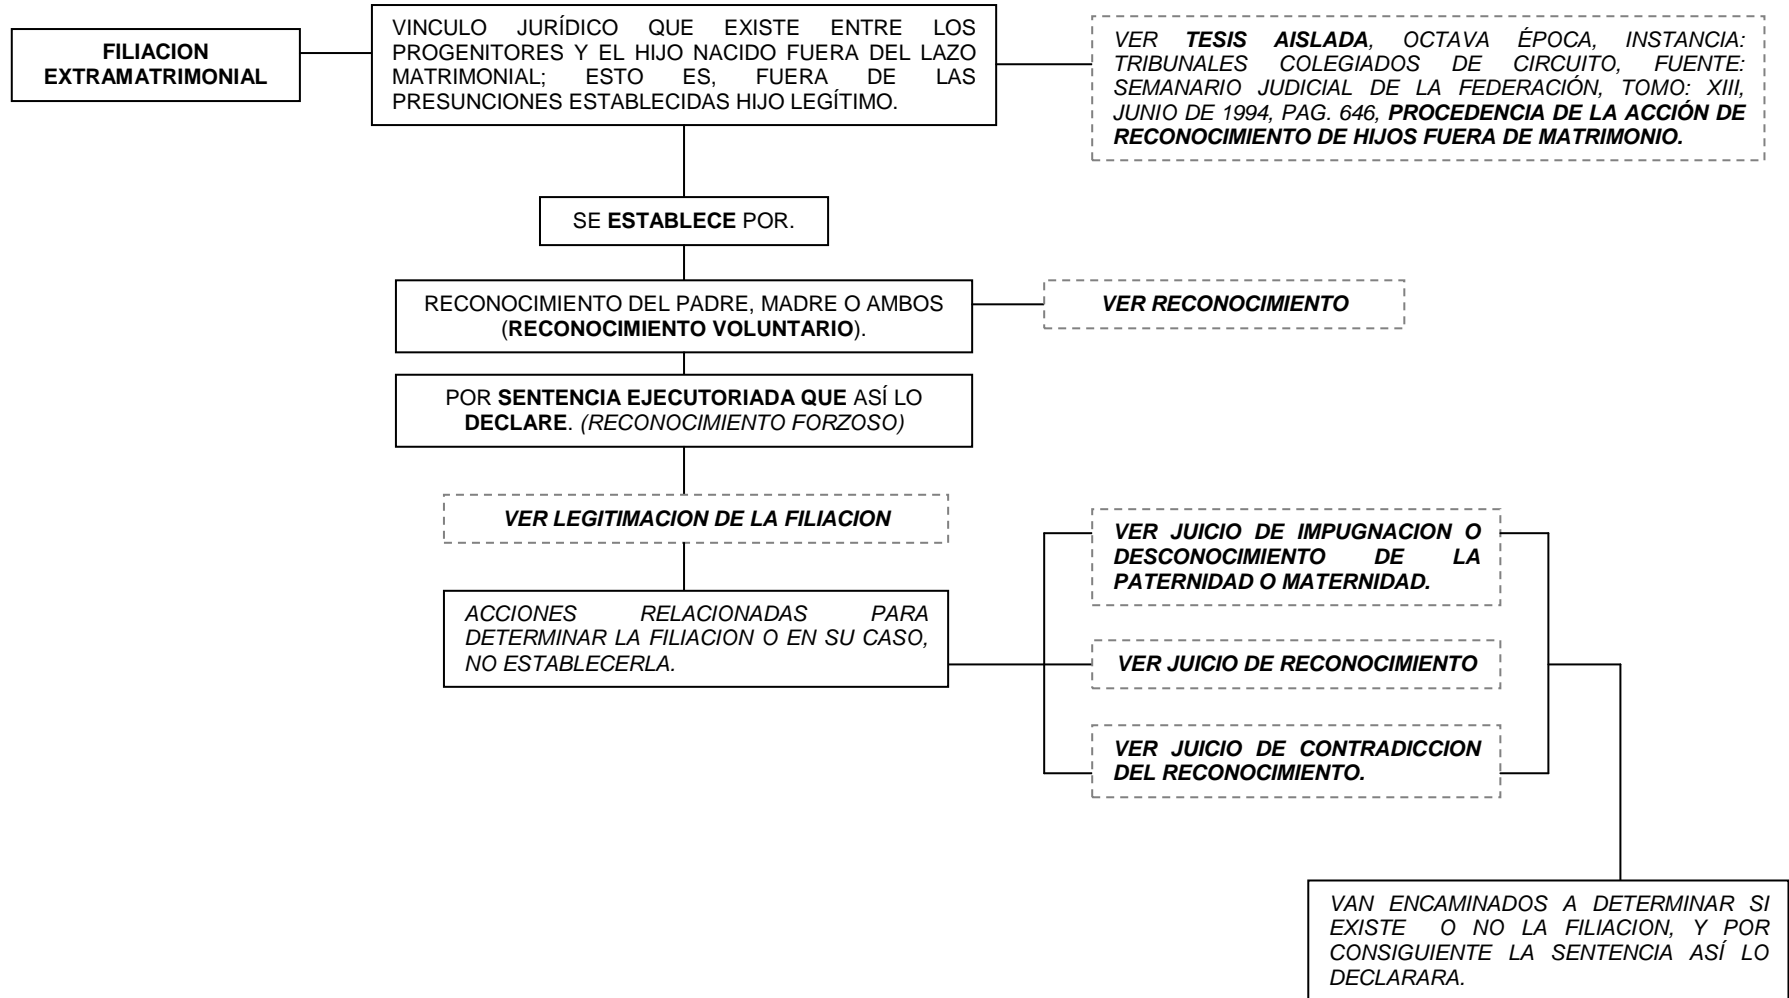 FILIACION
EXTRAMATRIMONIAL
VINCULO JURÍDICO QUE EXISTE ENTRE LOS
PROGENITORES Y EL HIJO NACIDO FUERA DEL LAZO
MATRIMONIAL; ESTO ES, FUERA DE LAS
PRESUNCIONES ESTABLECIDAS HIJO LEGÍTIMO.
VER TESIS AISLADA, OCTAVA ÉPOCA, INSTANCIA:
TRIBUNALES COLEGIADOS DE CIRCUITO, FUENTE:
SEMANARIO JUDICIAL DE LA FEDERACIÓN, TOMO: XIII,
JUNIO DE 1994, PAG. 646, PROCEDENCIA DE LA ACCIÓN DE
RECONOCIMIENTO DE HIJOS FUERA DE MATRIMONIO.
SE ESTABLECE POR.
RECONOCIMIENTO DEL PADRE, MADRE O AMBOS
(RECONOCIMIENTO VOLUNTARIO).
VER RECONOCIMIENTO
POR SENTENCIA EJECUTORIADA QUE ASÍ LO
DECLARE. (RECONOCIMIENTO FORZOSO)
VER LEGITIMACION DE LA FILIACION
ACCIONES RELACIONADAS PARA
DETERMINAR LA FILIACION O EN SU CASO,
NO ESTABLECERLA.
VER JUICIO DE IMPUGNACION O
DESCONOCIMIENTO DE LA
PATERNIDAD O MATERNIDAD.
VER JUICIO DE RECONOCIMIENTO
VER JUICIO DE CONTRADICCION
DEL RECONOCIMIENTO.
VAN ENCAMINADOS A DETERMINAR SI
EXISTE O NO LA FILIACION, Y POR
CONSIGUIENTE LA SENTENCIA ASÍ LO
DECLARARA.